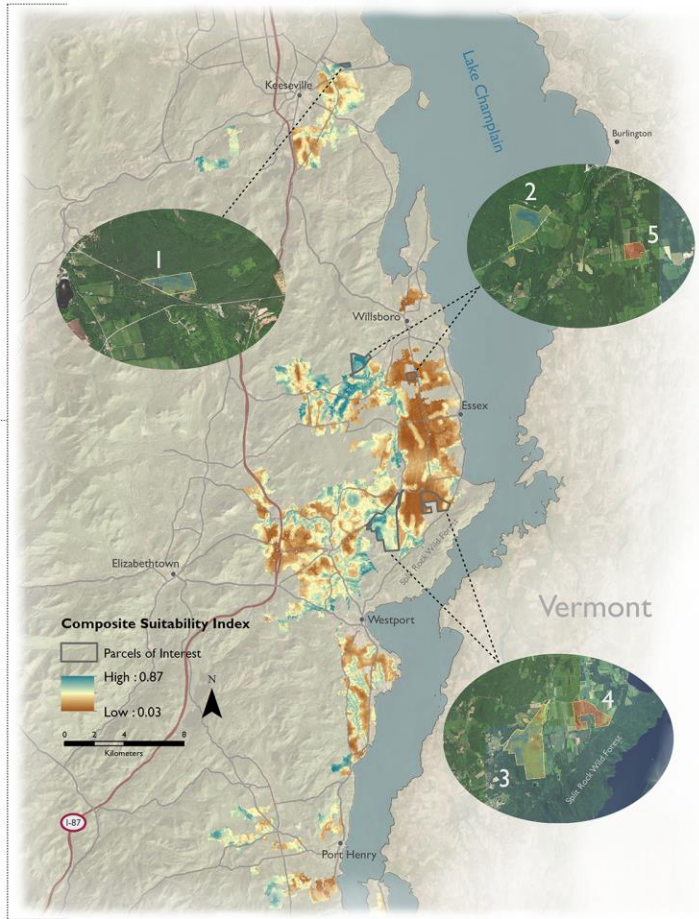 Keeseville
Lake Champlain
Burlington
1
2
5
Willsboro
Essex
Split Rock Wild Forest
Elizabethtown
Vermont
Westport
Composite Suitability Index
Parcels of Interest
High : 0.87
Low : 0.03
N
0 2 4 8
Kilometers
4
3
Split Rock Wild Forest
I-87
Port Henry